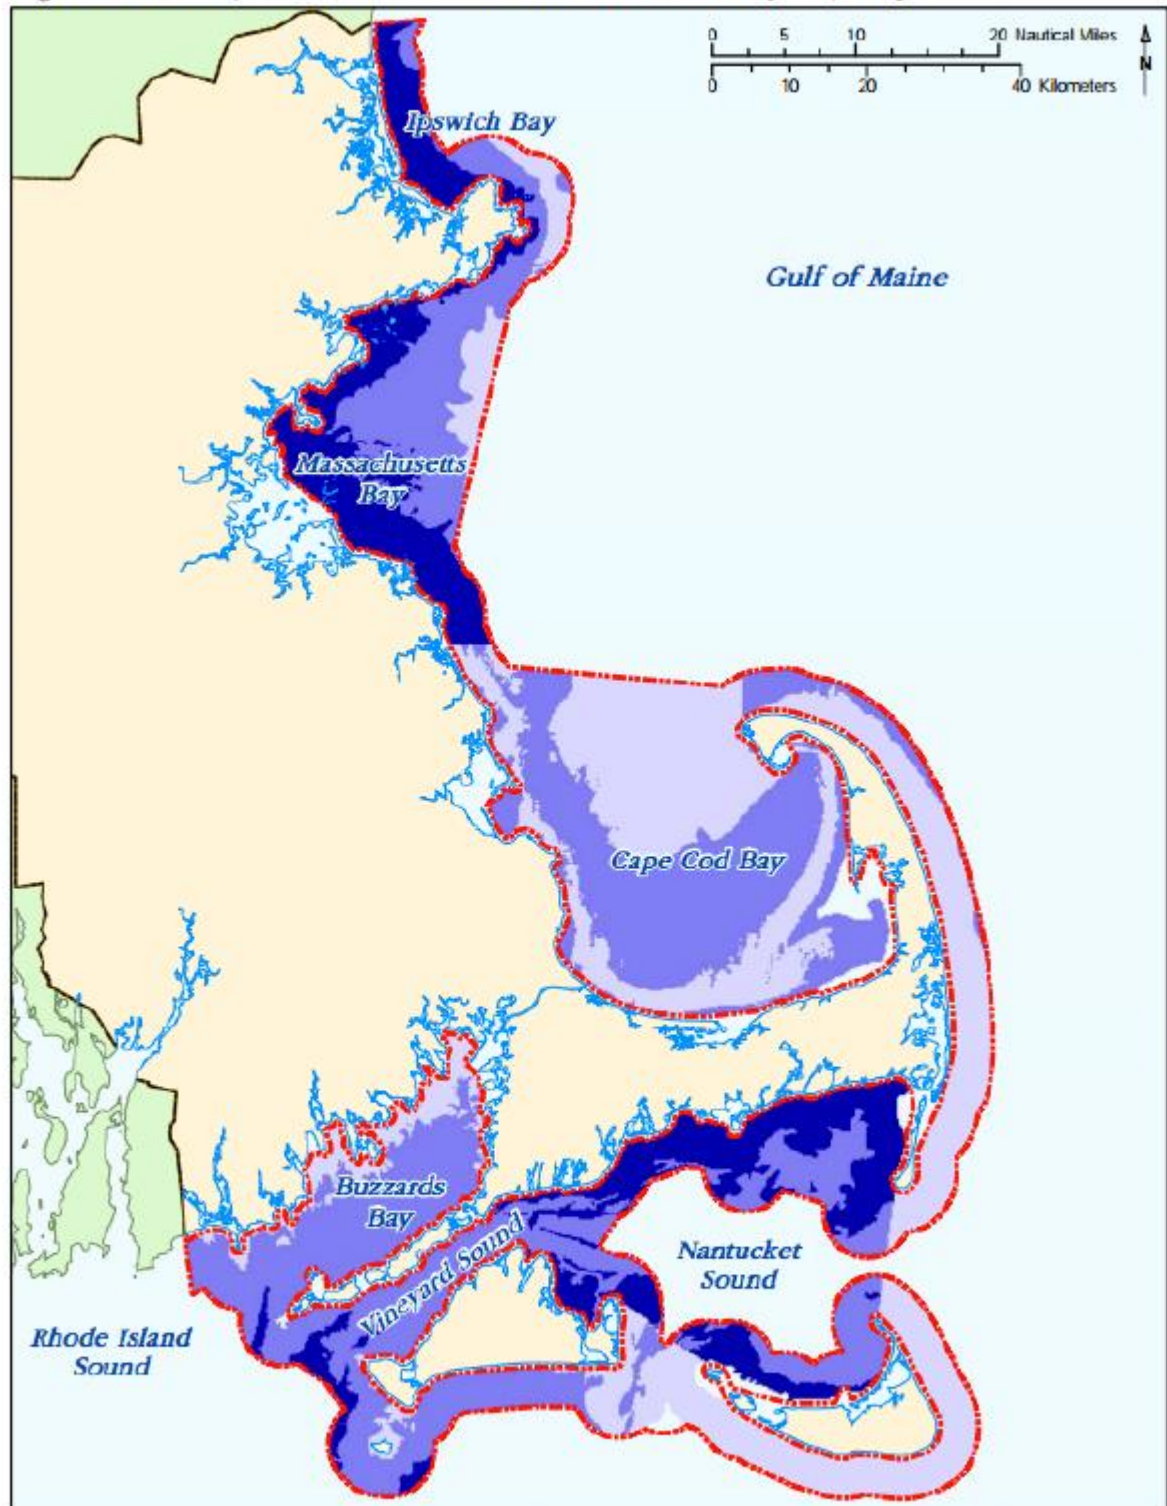 0 5 10 20 Nautical Miles
0 10 20 40 Kilometers
N
Ipswich Bay
Gulf of Maine
Massachusetts
Bay
Cape Cod Bay
Buzzards
Bay
Vineyard Sound
Nantucket
Sound
Rhode Island
Sound